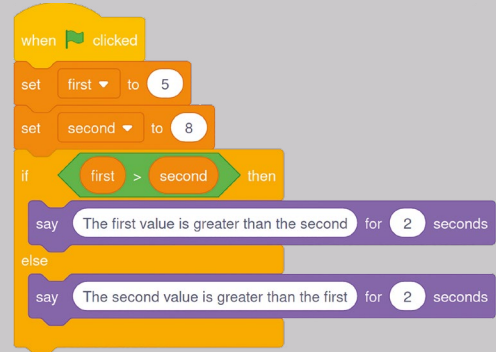 when clicked
set first to 5
set second to 8
if first > second then
say The first value is greater than the second for 2 seconds
else
say The second value is greater than the first for 2 seconds